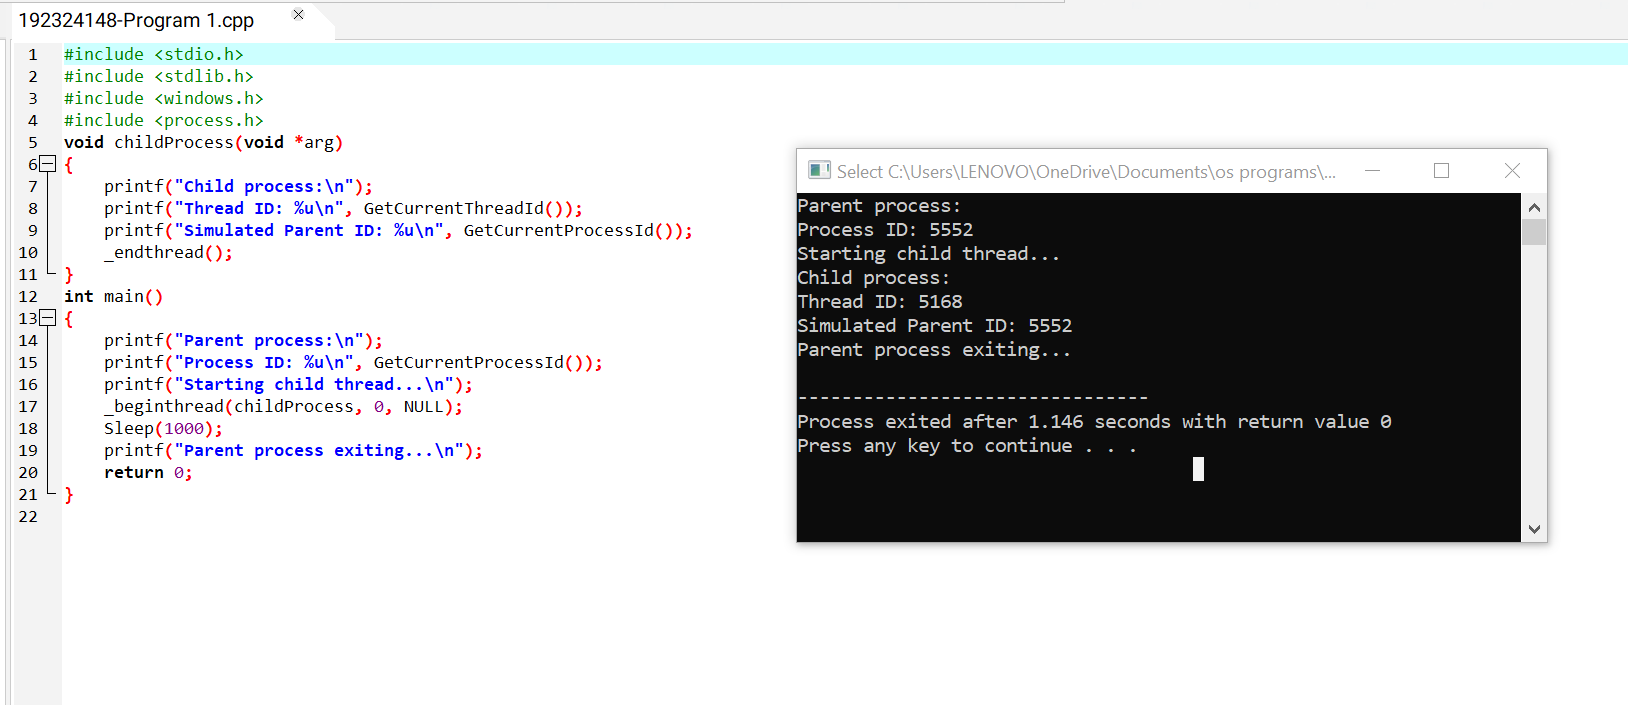 192324148-Program 1.cpp
1 #include <stdio.h>
2 #include <stdlib.h>
3 #include <windows.h>
4 #include <process.h>
5 void childProcess(void *arg)
6 {
7 printf("Child process:\n");
8 printf("Thread ID: %u\n", GetCurrentThreadId());
9 printf("Simulated Parent ID: %u\n", GetCurrentProcessId());
10 _endthread();
11 }
12 int main()
13 {
14 printf("Parent process:\n");
15 printf("Process ID: %u\n", GetCurrentProcessId());
16 printf("Starting child thread...\n");
17 _beginthread(childProcess, 0, NULL);
18 Sleep(1000);
19 printf("Parent process exiting...\n");
20 return 0;
21 }
22
Select C:\Users\LENOVO\OneDrive\Documents\os programs\...
Parent process:
Process ID: 5552
Starting child thread...
Child process:
Thread ID: 5168
Simulated Parent ID: 5552
Parent process exiting...
--------------------------------
Process exited after 1.146 seconds with return value 0
Press any key to continue . . .